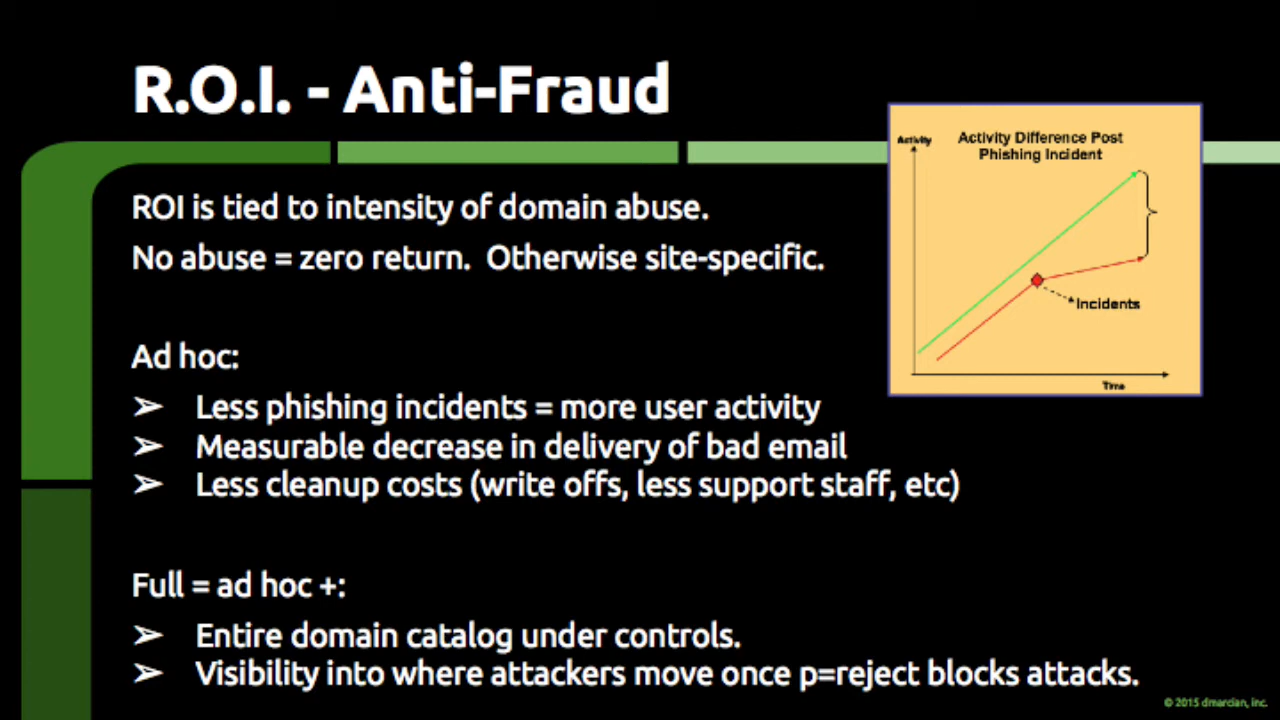 R.O.I. - Anti-Fraud
Activity
Activity Difference Post
Phishing Incident
Incidents
Time
ROI is tied to intensity of domain abuse.
No abuse = zero return.  Otherwise site-specific.
Ad hoc:
➢ Less phishing incidents = more user activity
➢ Measurable decrease in delivery of bad email
➢ Less cleanup costs (write offs, less support staff, etc)
Full = ad hoc +:
➢ Entire domain catalog under controls.
➢ Visibility into where attackers move once p=reject blocks attacks.
© 2015 dmarcian, inc.